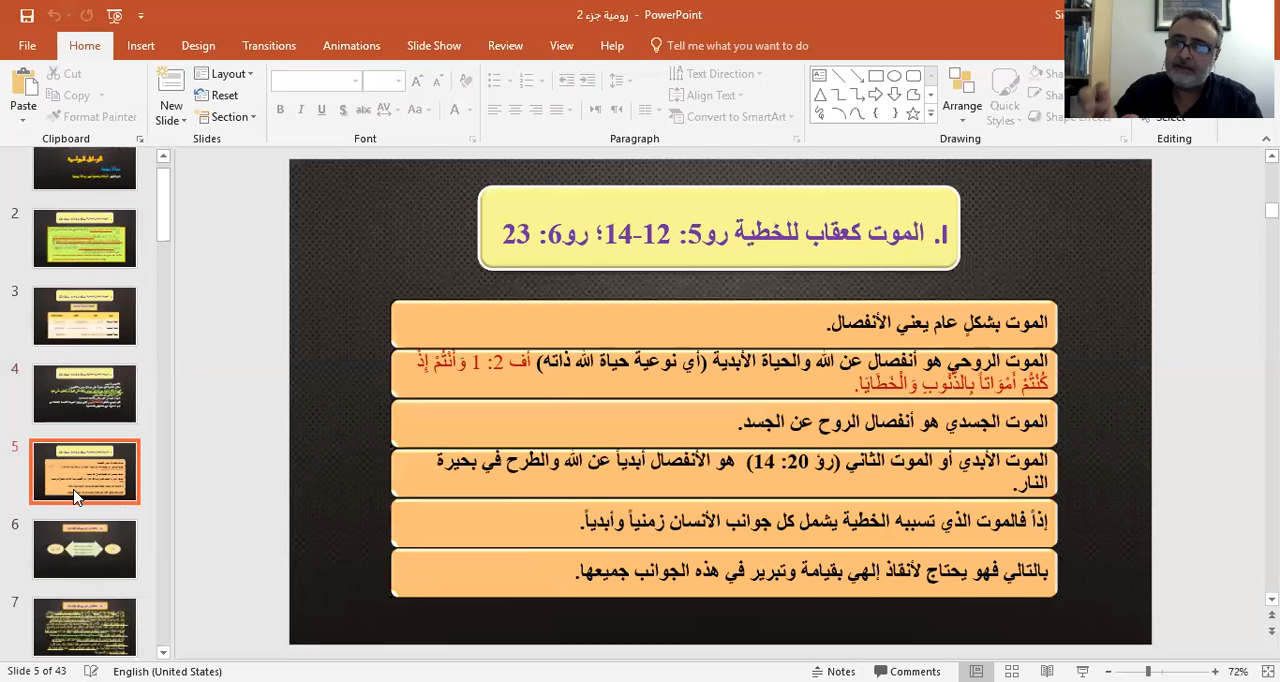 رومية جزء 2 - PowerPoint
File Home Insert Design Transitions Animations Slide Show Review View Help Tell me what you want to do
Paste
Cut
Copy
Format Painter
Clipboard
New Slide
Layout
Reset
Section
Slides
Font
Text Direction
Align Text
Convert to SmartArt
Paragraph
Arrange
Quick Styles
Shape Effects
Drawing
Select
Editing
2
3
4
5
6
7
I. الموت كعقاب للخطية رو5: 12-14؛ رو6: 23
الموت بشكلٍ عام يعني الأنفصال.
الموت الروحي هو أنفصال عن الله والحياة الأبدية (أي نوعية حياة الله ذاته) أف 2: 1 وَأَنْتُمْ إِذْ
كُنْتُمْ أَمْوَاتاً بِالذُّنُوبِ وَالْخَطَايَا.
الموت الجسدي هو أنفصال الروح عن الجسد.
الموت الأبدي أو الموت الثاني (رؤ 20: 14) هو الأنفصال أبدياً عن الله والطرح في بحيرة
النار.
إذاً فالموت الذي تسببه الخطية يشمل كل جوانب الأنسان زمنياً وأبدياً.
بالتالي فهو يحتاج لأنقاذ إلهي بقيامة وتبرير في هذه الجوانب جميعها.
Slide 5 of 43 English (United States) Notes Comments 72%